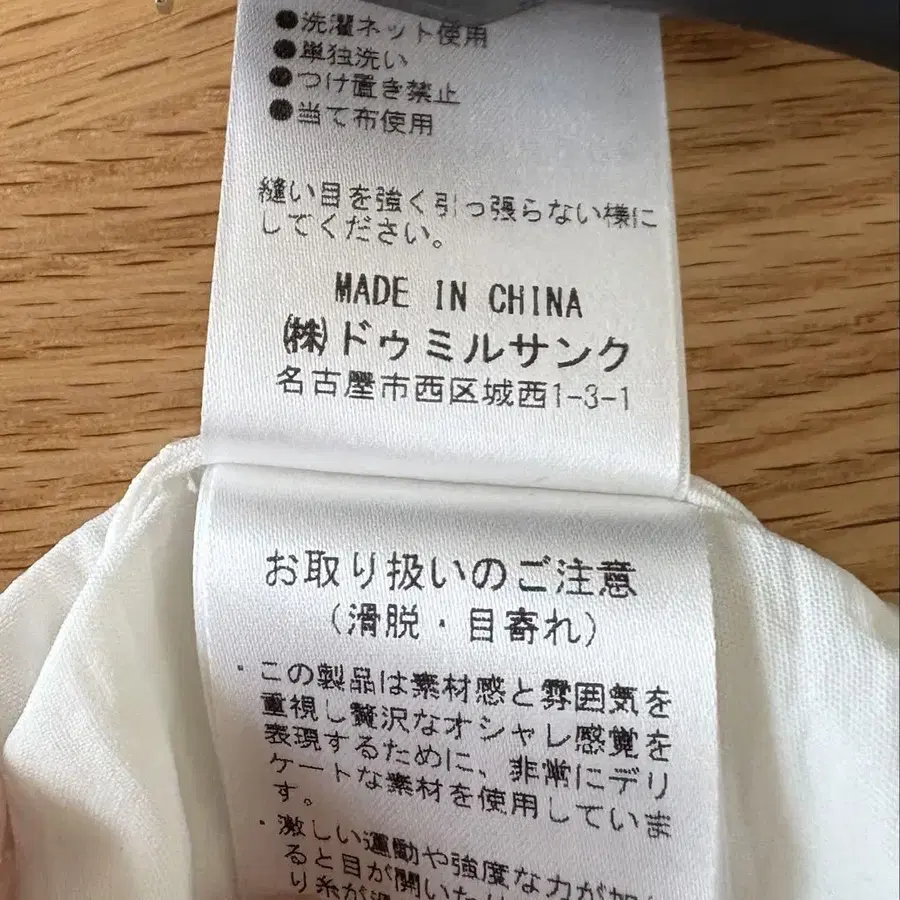 ●洗濯ネット使用
●単独洗い
●つけ置き禁止
●当て布使用
縫い目を強く引っ張らない様に
してください。
MADE IN CHINA
㈱ドゥミルサンク
名古屋市西区城西1-3-1
お取り扱いのご注意
(滑脱・目寄れ)
・この製品は素材感と雰囲気を
重視し贅沢なオシャレ感覚を
表現するために、非常にデリ
ケートな素材を使用していま
す。
・激しい運動や強度な力が加
ると目が開いたり
り糸が